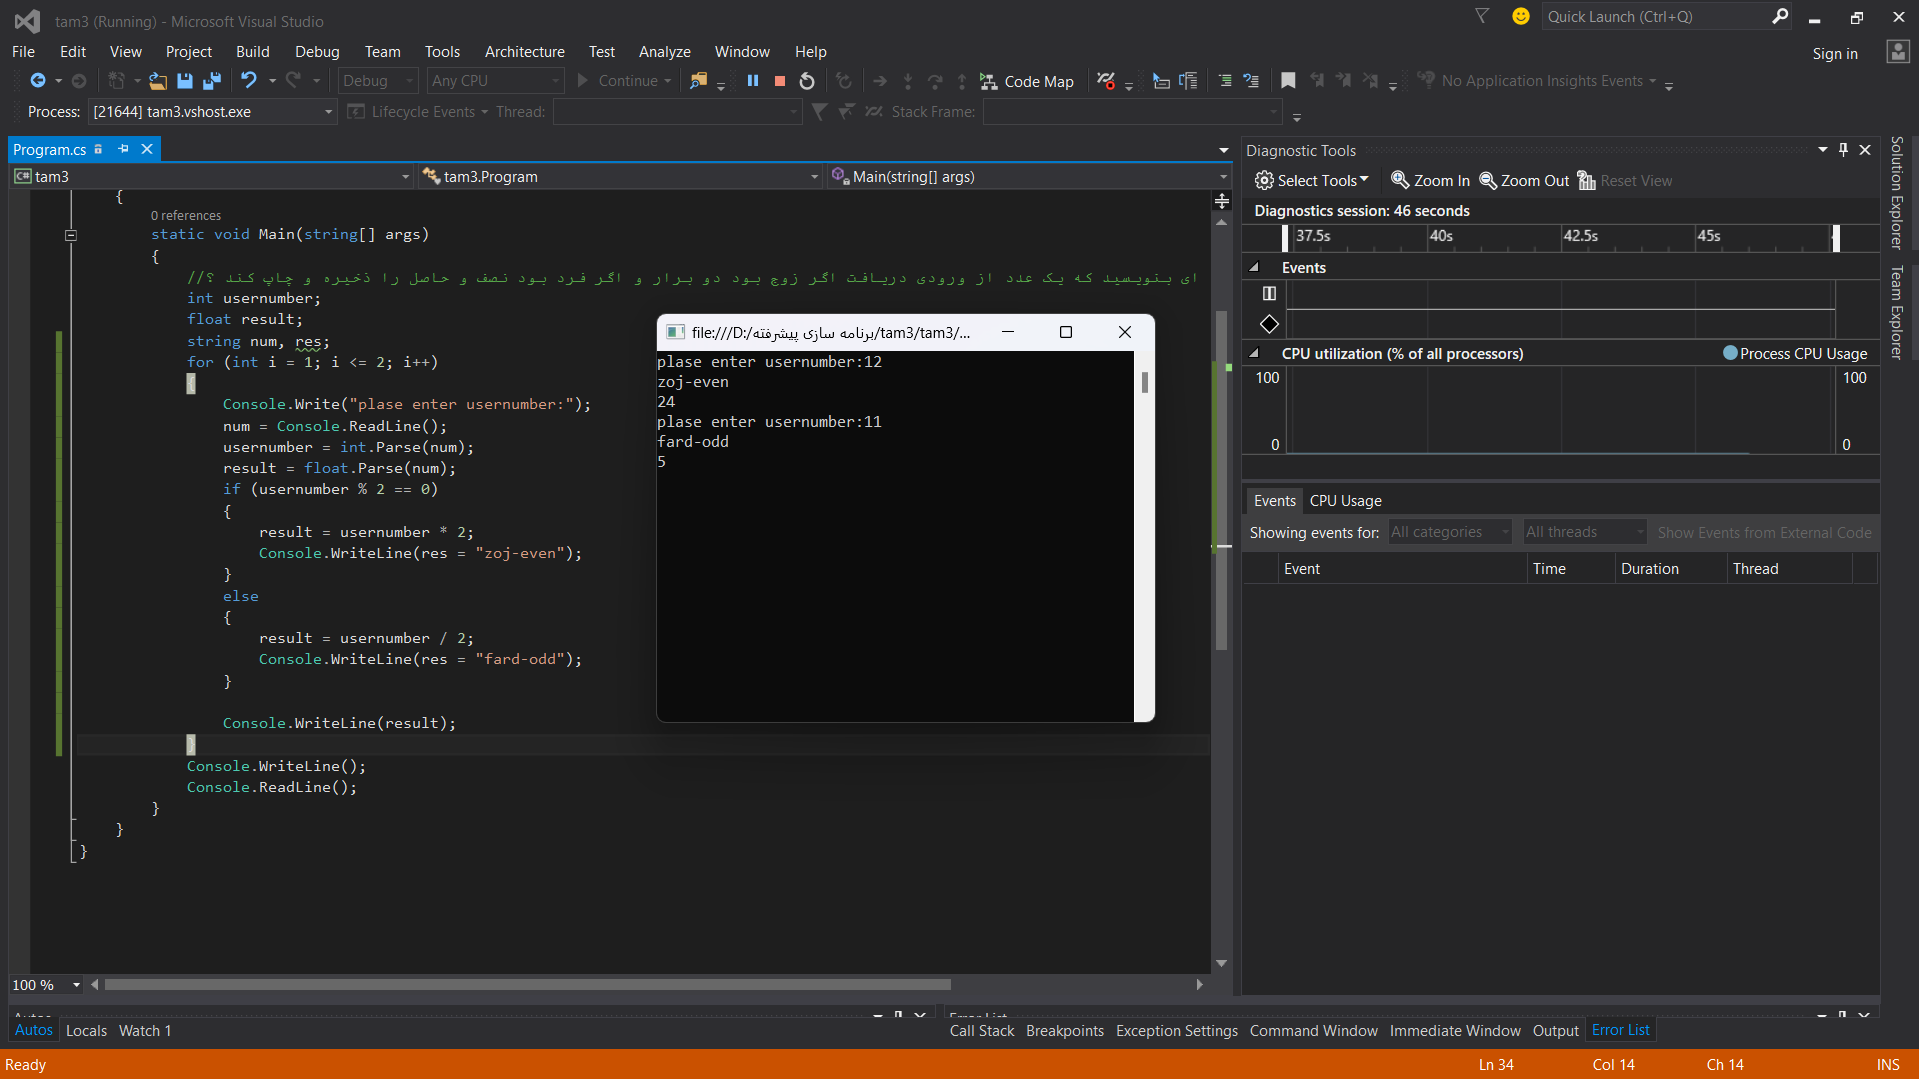 tam3 (Running) - Microsoft Visual Studio
Quick Launch (Ctrl+Q)
File Edit View Project Build Debug Team Tools Architecture Test Analyze Window Help
Sign in
Debug Any CPU Continue Code Map No Application Insights Events
Process: [21644] tam3.vshost.exe Lifecycle Events Thread: Stack Frame:
Program.cs
C# tam3 tam3.Program Main(string[] args)
{
0 references
static void Main(string[] args)
{
// ای بنویسید که یک عدد از ورودی دریافت اگر زوج بود دو برار و اگر فرد بود نصف و حاصل را ذخیره و چاپ کند ؟
int usernumber;
float result;
string num, res;
for (int i = 1; i <= 2; i++)
{
Console.Write("plase enter usernumber:");
num = Console.ReadLine();
usernumber = int.Parse(num);
result = float.Parse(num);
if (usernumber % 2 == 0)
{
result = usernumber * 2;
Console.WriteLine(res = "zoj-even");
}
else
{
result = usernumber / 2;
Console.WriteLine(res = "fard-odd");
}
Console.WriteLine(result);
}
Console.WriteLine();
Console.ReadLine();
}
}
}
100 %
file:///D:/برنامه سازی پیشرفته/tam3/tam3/...
plase enter usernumber:12
zoj-even
24
plase enter usernumber:11
fard-odd
5
Diagnostic Tools
Select Tools Zoom In Zoom Out Reset View
Diagnostics session: 46 seconds
37.5s 40s 42.5s 45s
Events
CPU utilization (% of all processors) Process CPU Usage
100 100
0 0
Events CPU Usage
Showing events for: All categories All threads Show Events from External Code
Event Time Duration Thread
Solution Explorer
Team Explorer
Autos
Error List
Autos Locals Watch 1
Call Stack Breakpoints Exception Settings Command Window Immediate Window Output Error List
Ready Ln 34 Col 14 Ch 14 INS